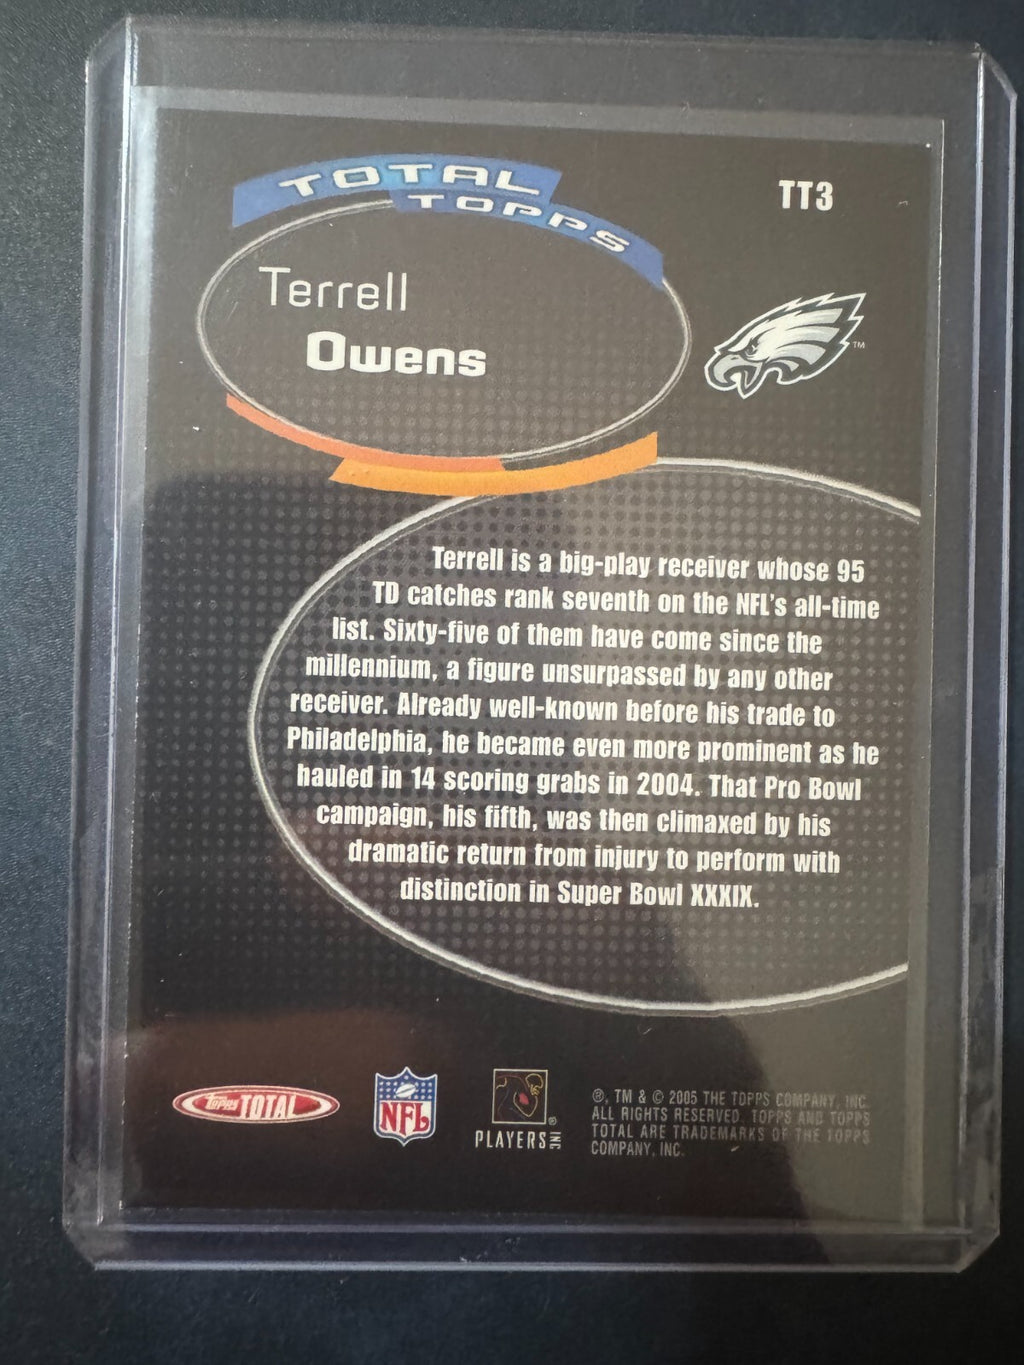 TOTAL
TOPPS
TT3
Terrell
Owens
TM
Terrell is a big-play receiver whose 95
TD catches rank seventh on the NFL's all-time
list. Sixty-five of them have come since the
millennium, a figure unsurpassed by any other
receiver. Already well-known before his trade to
Philadelphia, he became even more prominent as he
hauled in 14 scoring grabs in 2004. That Pro Bowl
campaign, his fifth, was then climaxed by his
dramatic return from injury to perform with
distinction in Super Bowl XXXIX.
Topps TOTAL
NFL
PLAYERS INC ®
®, TM & © 2005 THE TOPPS COMPANY, INC.
ALL RIGHTS RESERVED. TOPPS AND TOPPS
TOTAL ARE TRADEMARKS OF THE TOPPS
COMPANY, INC.